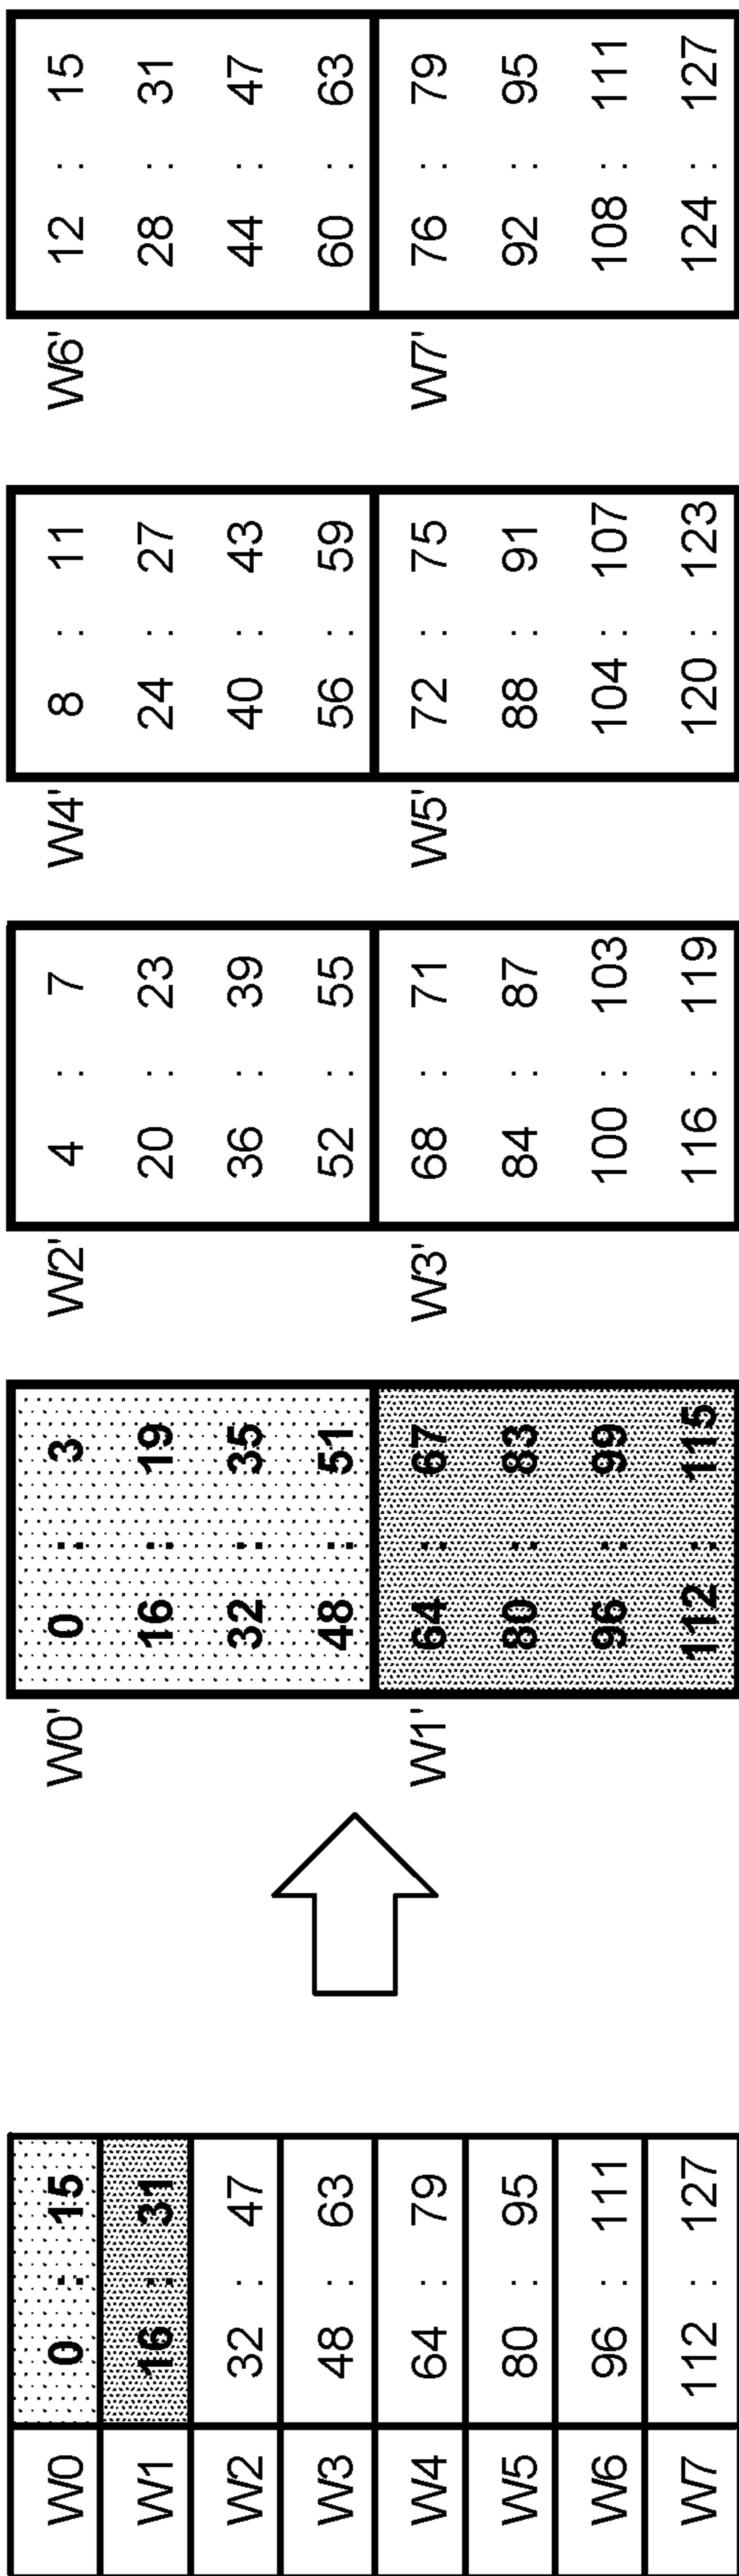 W0 0 : 15 W0' 0 : 3 W2' 4 : 7 W4' 8 : 11 W6' 12 : 15
W1 16 : 31 16 : 19 20 : 23 24 : 27 28 : 31
W2 32 : 47 32 : 35 36 : 39 40 : 43 44 : 47
W3 48 : 63 48 : 51 52 : 55 56 : 59 60 : 63
W4 64 : 79 W1' 64 : 67 W3' 68 : 71 W5' 72 : 75 W7' 76 : 79
W5 80 : 95 80 : 83 84 : 87 88 : 91 92 : 95
W6 96 : 111 96 : 99 100 : 103 104 : 107 108 : 111
W7 112 : 127 112 : 115 116 : 119 120 : 123 124 : 127